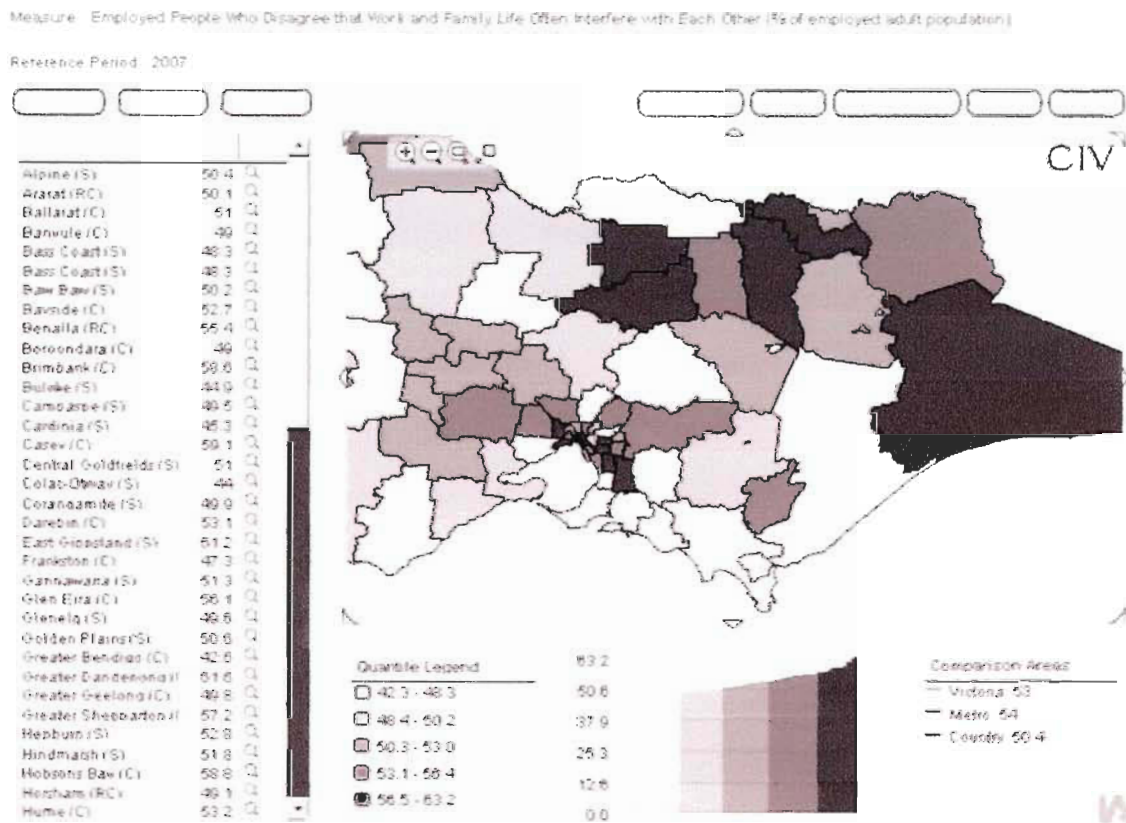 Measure Employed People Who Disagree that Work and Family Life Often Interfere with Each Other (% of employed adult population)
Reference Period 2007
CIV
Alpine (S) 50.4
Ararat (RC) 50.1
Ballarat (C) 51
Banyule (C) 49
Bass Coast (S) 48.3
Bass Coast (S) 48.3
Baw Baw (S) 50.2
Bayside (C) 52.7
Benalla (RC) 55.4
Boroondara (C) 49
Brimbank (C) 58.6
Buloke (S) 44.9
Campaspe (S) 49.5
Cardinia (S) 45.3
Casey (C) 59.1
Central Goldfields (S) 51
Colac-Otway (S) 44
Corangamite (S) 49.9
Darebin (C) 53.1
East Gippsland (S) 61.2
Frankston (C) 47.3
Gannawarra (S) 51.3
Glen Eira (C) 56.1
Glenelg (S) 49.6
Golden Plains (S) 50.6
Greater Bendigo (C) 42.6
Greater Dandenong ( 61.6
Greater Geelong (C) 49.8
Greater Shepparton ( 57.2
Hepburn (S) 52.8
Hindmarsh (S) 51.8
Hobsons Bay (C) 58.8
Horsham (RC) 49.1
Hume (C) 53.2
Quantile Legend
42.3 - 48.3
48.4 - 50.2
50.3 - 53.0
53.1 - 56.4
56.5 - 63.2
63.2
50.6
37.9
25.3
12.6
0.0
Comparison Areas
Victoria 53
Metro 54
Country 50.4